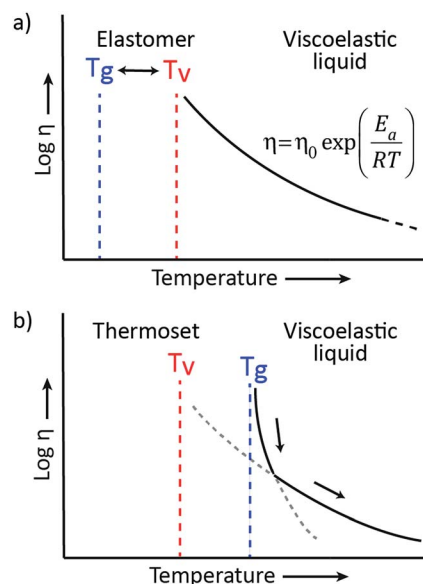 a)
Elastomer
Viscoelastic
liquid
Tg
Tv
Log η
η=η₀ exp(Eₐ/RT)
Temperature
b)
Thermoset
Viscoelastic
liquid
Tv
Tg
Log η
Temperature